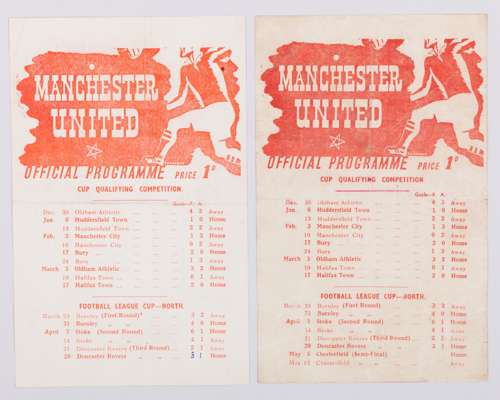 MANCHESTER
UNITED
OFFICIAL PROGRAMME PRICE 1D
CUP QUALIFYING COMPETITION.
Goals—F. A.
Dec. 30 Oldham Athletic 4 3 Away
Jan. 6 Huddersfield Town 1 0 Home
13 Huddersfield Town 2 2 Away
Feb. 3 Manchester City 1 3 Home
10 Manchester City 0 2 Away
17 Bury 2 0 Home
24 Bury 1 3 Away
March 3 Oldham Athletic 3 2 Home
10 Halifax Town 0 1 Away
17 Halifax Town 2 0 Home
FOOTBALL LEAGUE CUP—NORTH.
March 24 Burnley (First Round) 3 2 Away
31 Burnley 4 0 Home
April 7 Stoke (Second Round) 6 1 Home
14 Stoke 4 1 Away
21 Doncaster Rovers (Third Round) 2 1 Away
28 Doncaster Rovers 3 1 Home
MANCHESTER
UNITED
OFFICIAL PROGRAMME PRICE 1D
CUP QUALIFYING COMPETITION
Goals—F. A.
Dec. 30 Oldham Athletic 4 3 Away
Jan. 6 Huddersfield Town 1 0 Home
13 Huddersfield Town 2 2 Away
Feb. 3 Manchester City 1 3 Home
10 Manchester City 0 2 Away
17 Bury 2 0 Home
24 Bury 1 3 Away
March 3 Oldham Athletic 3 2 Home
10 Halifax Town 0 1 Away
17 Halifax Town 2 0 Home
FOOTBALL LEAGUE CUP—NORTH.
March Burnley (First Round) 3 2 Away
Burnley 4 0 Home
April 7 Stoke (Second Round) 6 1 Home
14 Stoke 4 1 Away
21 Doncaster Rovers (Third Round) 2 1 Away
28 Doncaster Rovers 3 1 Home
May 5 Chesterfield (Semi-Final) Home
Chesterfield Away